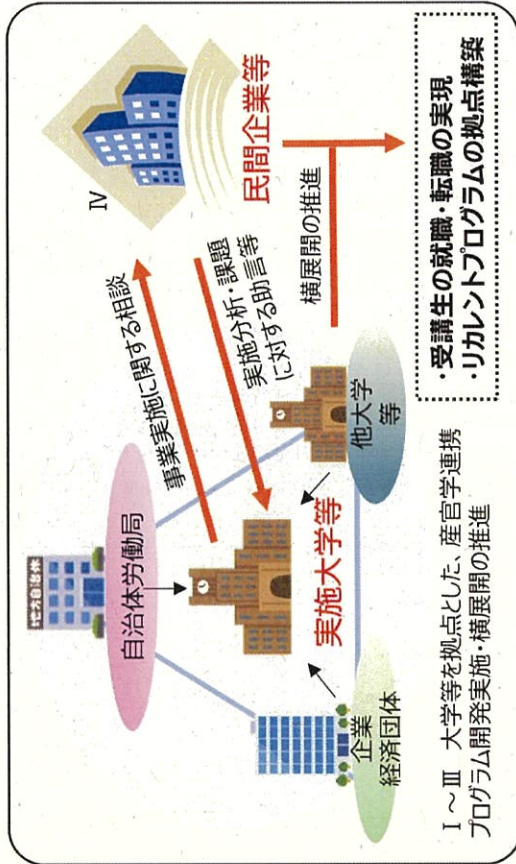 地方自治体
自治体労働局
Ⅳ
民間企業等
事業実施に関する相談
実施分析・課題
に対する助言等
実施大学等
企業
経済団体
他大学
等
横展開の推進
Ⅰ～Ⅲ 大学等を拠点とした、産官学連携
プログラム開発実施・横展開の推進
・受講生の就職・転職の実現
・リカレントプログラムの拠点構築